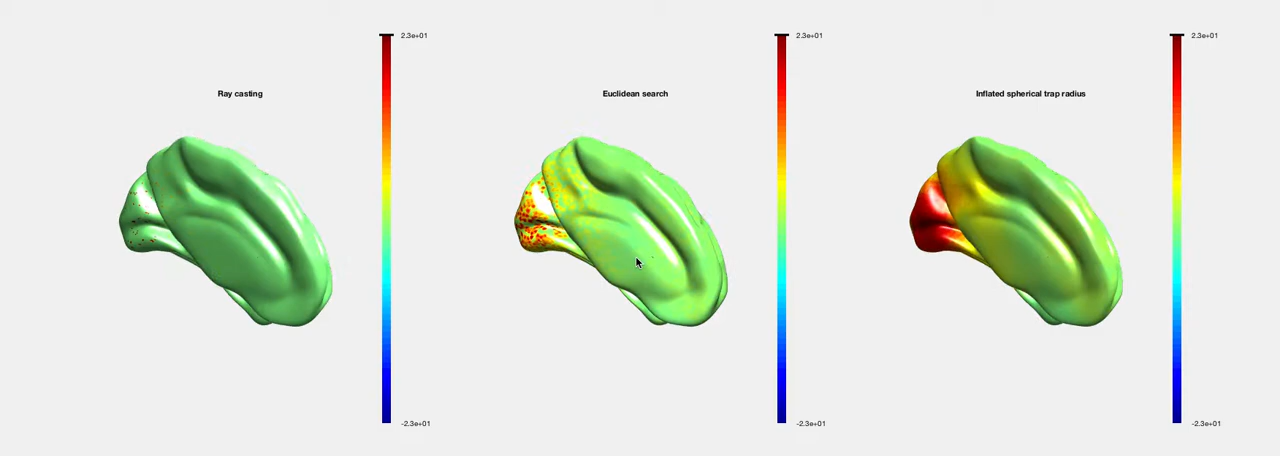 2.3e+01
2.3e+01
2.3e+01
Ray casting
Euclidean search
Inflated spherical trap radius
-2.3e+01
-2.3e+01
-2.3e+01